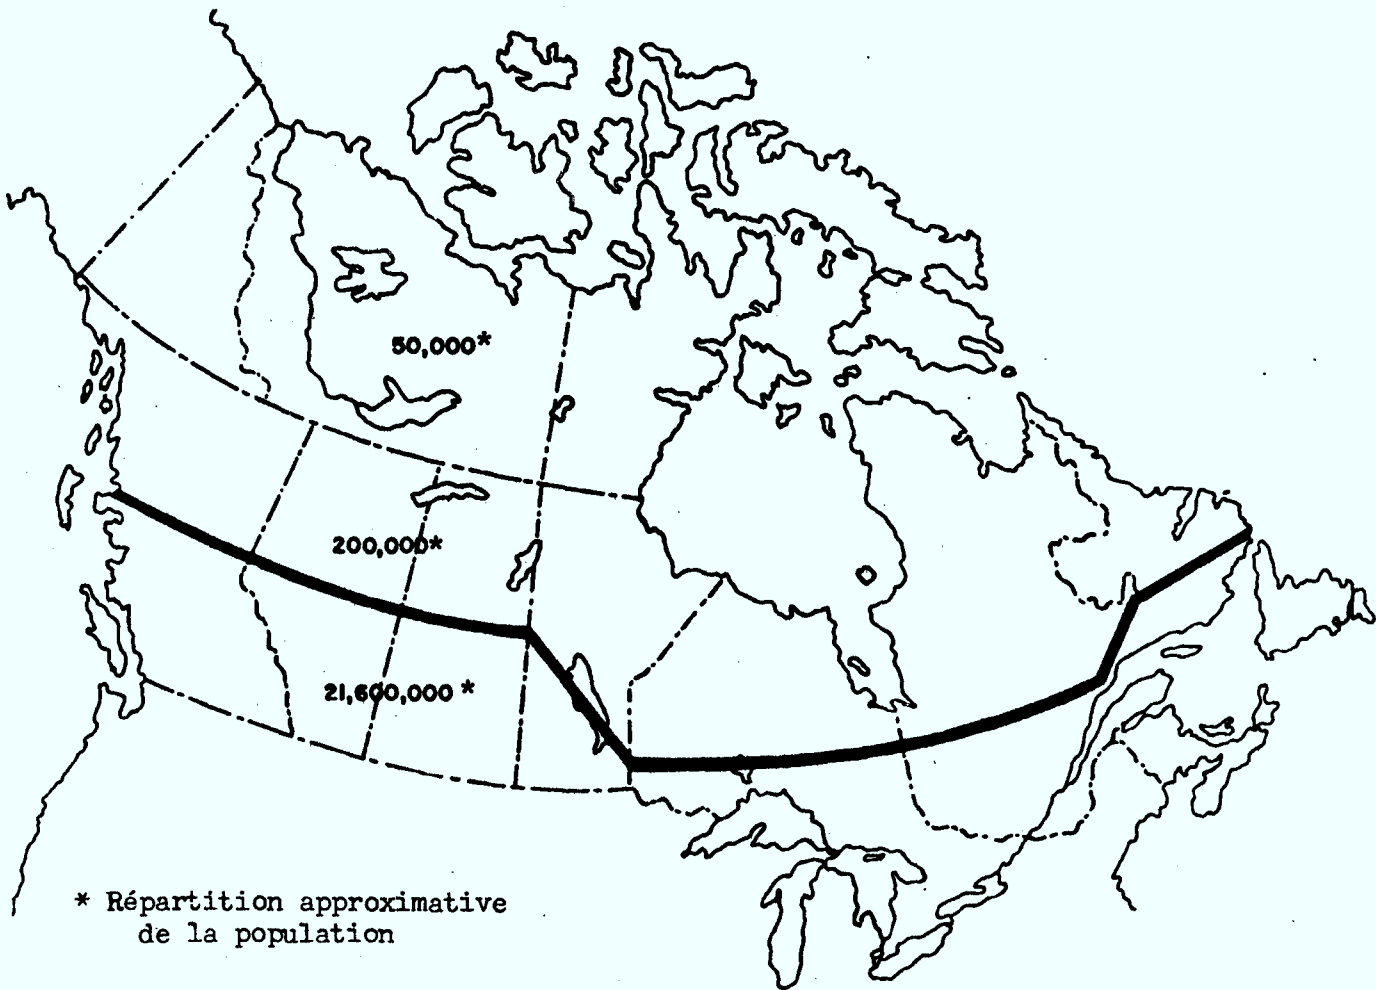 50,000*
200,000*
21,600,000 *
* Répartition approximative
de la population